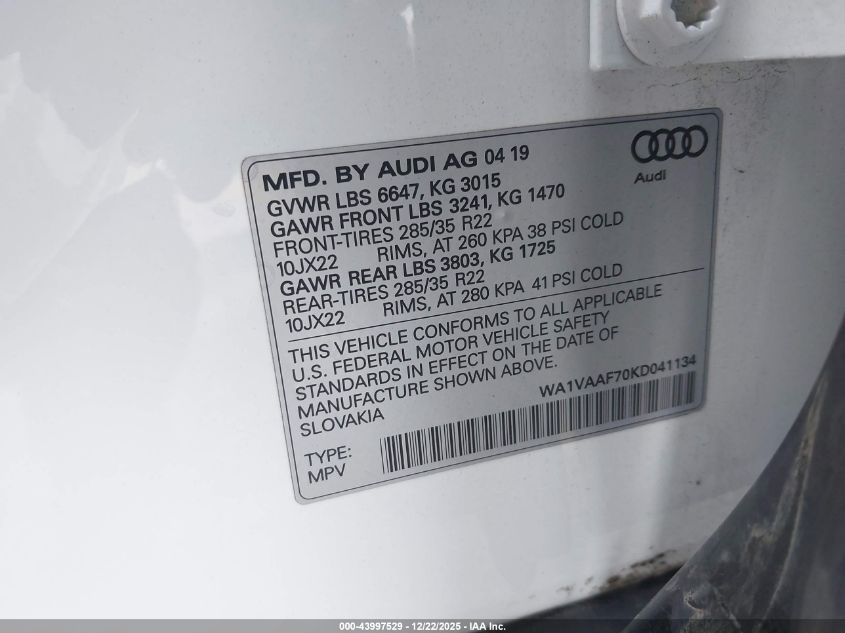 MFD. BY AUDI AG 04 19
Audi
GVWR LBS 6647, KG 3015
GAWR FRONT LBS 3241, KG 1470
FRONT-TIRES 285/35 R22
10JX22 RIMS, AT 260 KPA 38 PSI COLD
GAWR REAR LBS 3803, KG 1725
REAR-TIRES 285/35 R22
10JX22 RIMS, AT 280 KPA 41 PSI COLD
THIS VEHICLE CONFORMS TO ALL APPLICABLE
U.S. FEDERAL MOTOR VEHICLE SAFETY
STANDARDS IN EFFECT ON THE DATE OF
MANUFACTURE SHOWN ABOVE.
SLOVAKIA
WA1VAAF70KD041134
TYPE:
MPV
000-43997529 - 12/22/2025 - IAA Inc.